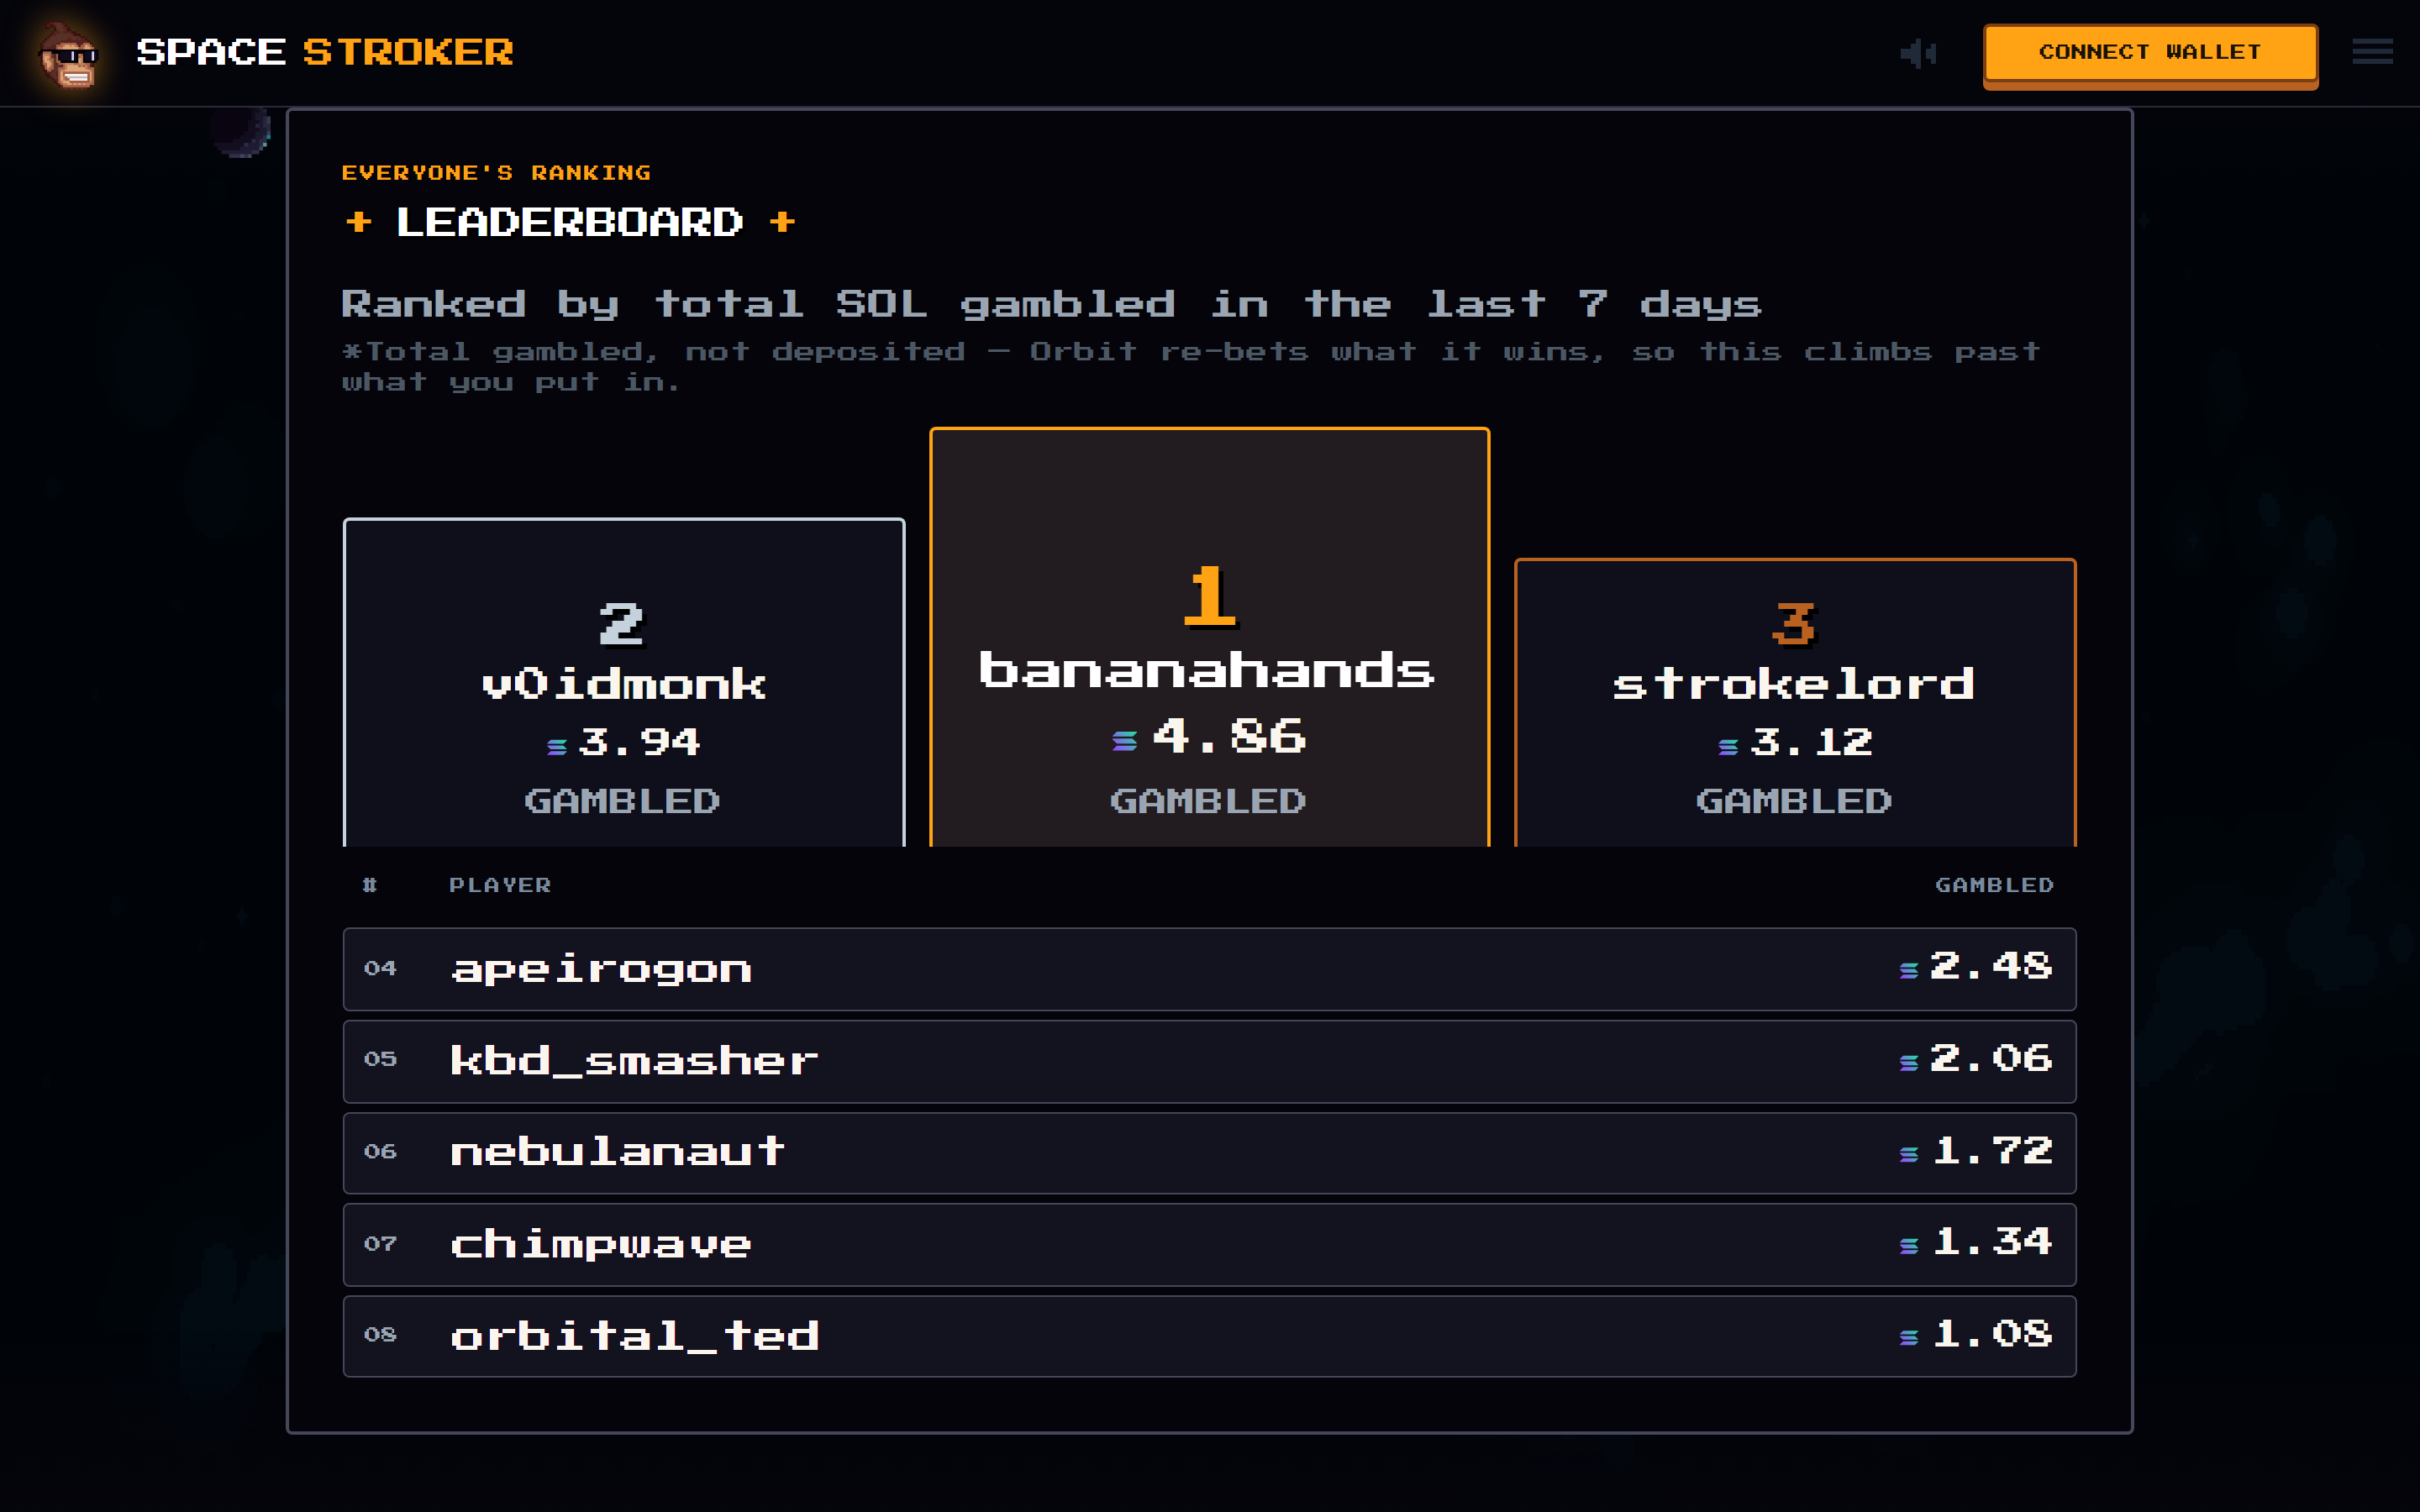 SPACE STROKER
CONNECT WALLET
EVERYONE'S RANKING
+ LEADERBOARD +
Ranked by total SOL gambled in the last 7 days
*Total gambled, not deposited — Orbit re-bets what it wins, so this climbs past
what you put in.
2
v0idmonk
3.94
GAMBLED
1
bananahands
4.86
GAMBLED
3
strokelord
3.12
GAMBLED
# PLAYER GAMBLED
04 apeirogon 2.48
05 kbd_smasher 2.06
06 nebulanaut 1.72
07 chimpwave 1.34
08 orbital_ted 1.08